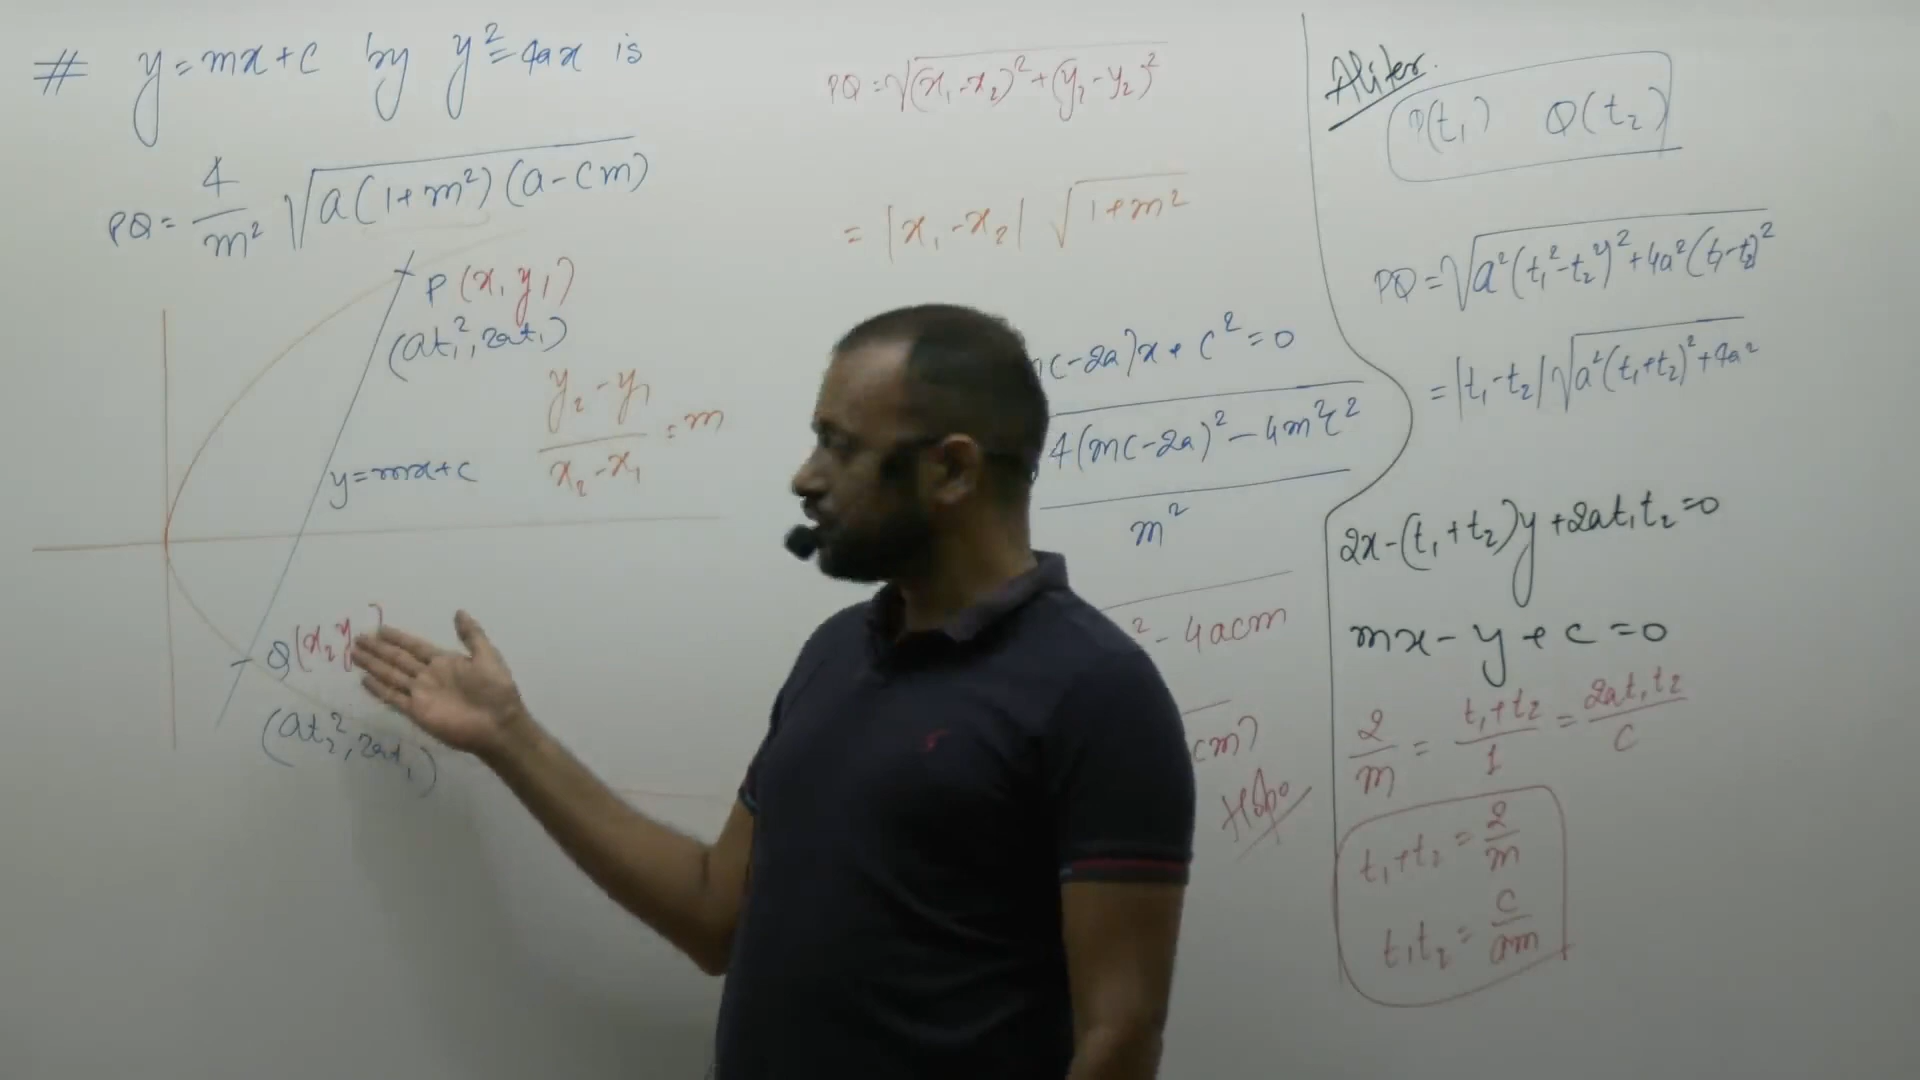 # y=mx+c by y²=4ax is
PQ = 4/m² √(a(1+m²)(a-cm))
P(x, y₁)
(at₁², 2at₁)
(y₂-y₁)/(x₂-x₁) = m
y=mx+c
Q(x₂ y
(at₂², 2at₁)
PQ = √((x₁-x₂)²+(y₁-y₂)²)
= |x₁-x₂| √(1+m²)
c-2a)x + c² = 0
4(mc-2a)² - 4m²c²
m²
² - 4acm
cm)
Aliter.
P(t₁) Q(t₂)
PQ = √(a²(t₁²-t₂²)²+4a²(t₁-t₂)²
= |t₁-t₂| √(a²(t₁+t₂)²+4a²
2x-(t₁+t₂)y+2at₁t₂=0
mx-y+c=0
2/m = (t₁+t₂)/1 = 2at₁t₂/c
t₁+t₂ = 2/m
t₁t₂ = c/am